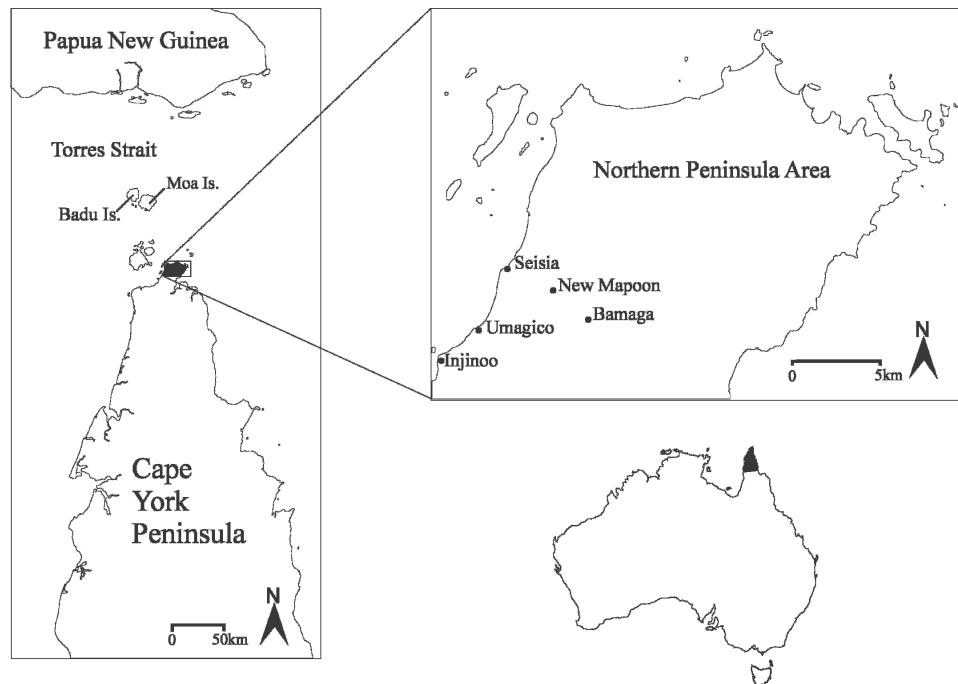 Papua New Guinea
Torres Strait
Moa Is.
Badu Is.
Cape
York
Peninsula
N
0 50km
Northern Peninsula Area
Seisia
New Mapoon
Bamaga
Umagico
Injinoo
N
0 5km